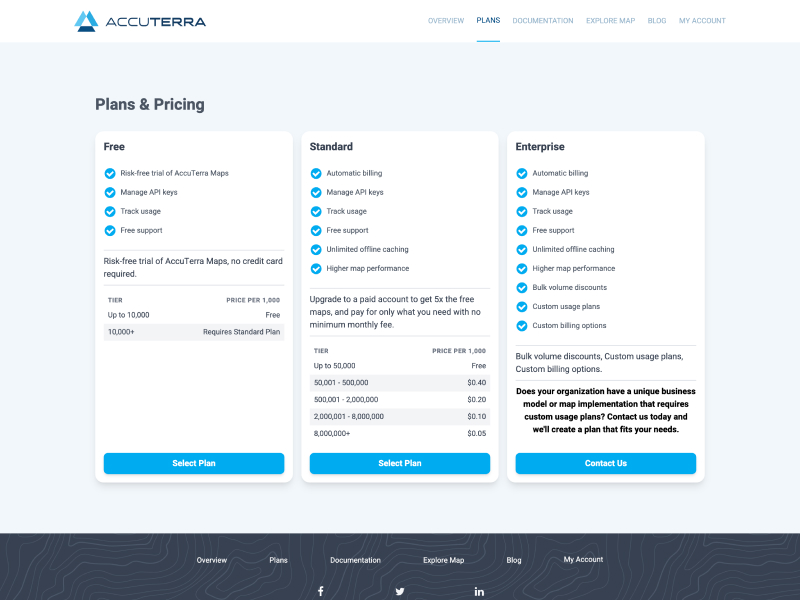 ACCUTERRA
OVERVIEW
PLANS
DOCUMENTATION
EXPLORE MAP
BLOG
MY ACCOUNT
Plans & Pricing
Free
Risk-free trial of AccuTerra Maps
Manage API keys
Track usage
Free support
Risk-free trial of AccuTerra Maps, no credit card
required.
TIER PRICE PER 1,000
Up to 10,000 Free
10,000+ Requires Standard Plan
Select Plan
Standard
Automatic billing
Manage API keys
Track usage
Free support
Unlimited offline caching
Higher map performance
Upgrade to a paid account to get 5x the free
maps, and pay for only what you need with no
minimum monthly fee.
TIER PRICE PER 1,000
Up to 50,000 Free
50,001 - 500,000 $0.40
500,001 - 2,000,000 $0.20
2,000,001 - 8,000,000 $0.10
8,000,000+ $0.05
Select Plan
Enterprise
Automatic billing
Manage API keys
Track usage
Free support
Unlimited offline caching
Higher map performance
Bulk volume discounts
Custom usage plans
Custom billing options
Bulk volume discounts, Custom usage plans,
Custom billing options.
Does your organization have a unique business
model or map implementation that requires
custom usage plans? Contact us today and
we'll create a plan that fits your needs.
Contact Us
Overview
Plans
Documentation
Explore Map
Blog
My Account